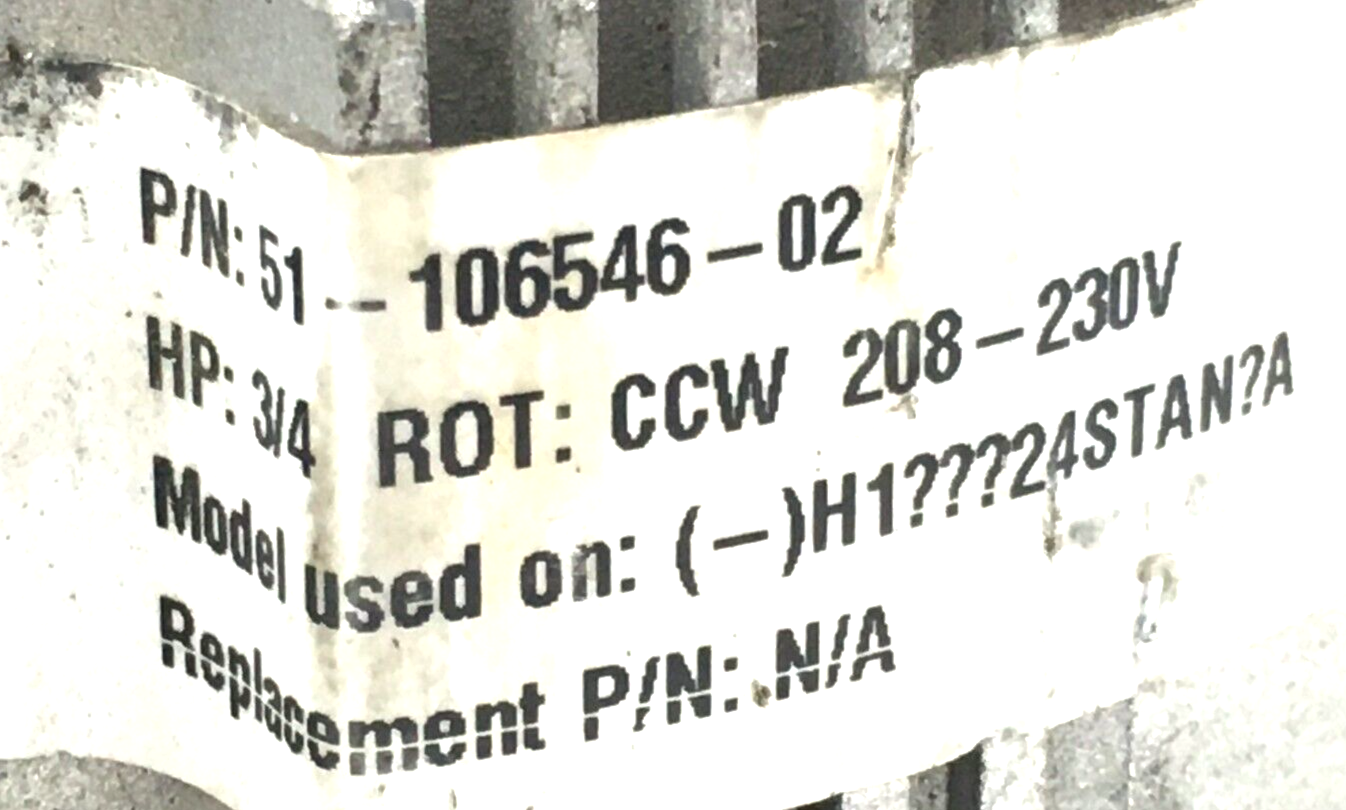 P/N: 51-106546-02
HP: 3/4 ROT: CCW 208-230V
Model used on: (-)H1???24STAN?A
Replacement P/N: N/A